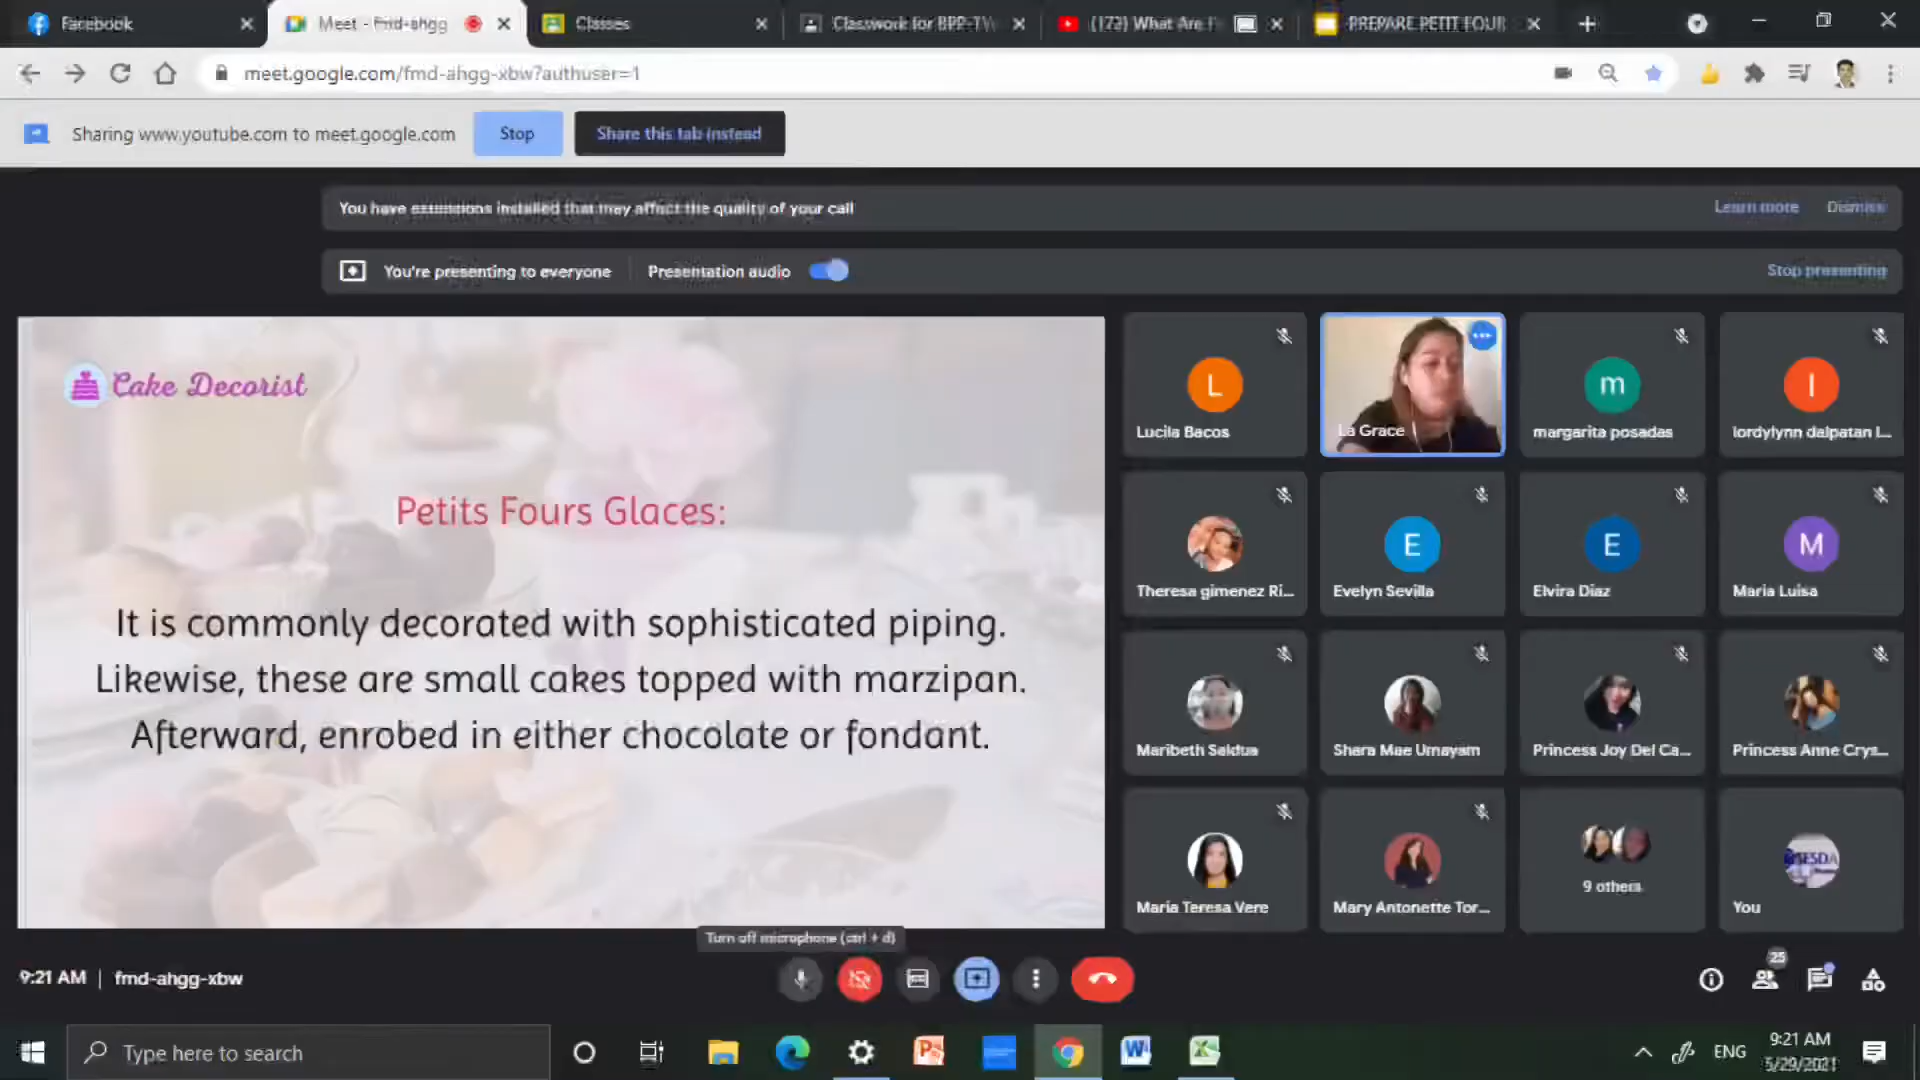 Facebook
Meet - fmd-ahgg
Classes
Classwork for BPP-TV
(172) What Are
PREPARE PETIT FOUR
meet.google.com/fmd-ahgg-xbw?authuser=1
Sharing www.youtube.com to meet.google.com
Stop
Share this tab instead
You have extensions installed that may affect the quality of your call
Learn more
Dismiss
You're presenting to everyone
Presentation audio
Stop presenting
Cake Decorist
Petits Fours Glaces:
It is commonly decorated with sophisticated piping.
Likewise, these are small cakes topped with marzipan.
Afterward, enrobed in either chocolate or fondant.
L
Lucila Bacos
La Grace
m
margarita posadas
l
lordylynn dalpatan l...
Theresa gimenez Ri...
E
Evelyn Sevilla
E
Elvira Diaz
M
Maria Luisa
Maribeth Saldua
Shara Mae Umayam
Princess Joy Del Ca...
Princess Anne Crys...
Maria Teresa Vere
Mary Antonette Tor...
9 others
You
Turn off microphone (ctrl + d)
9:21 AM | fmd-ahgg-xbw
25
Type here to search
ENG
9:21 AM
5/29/2021